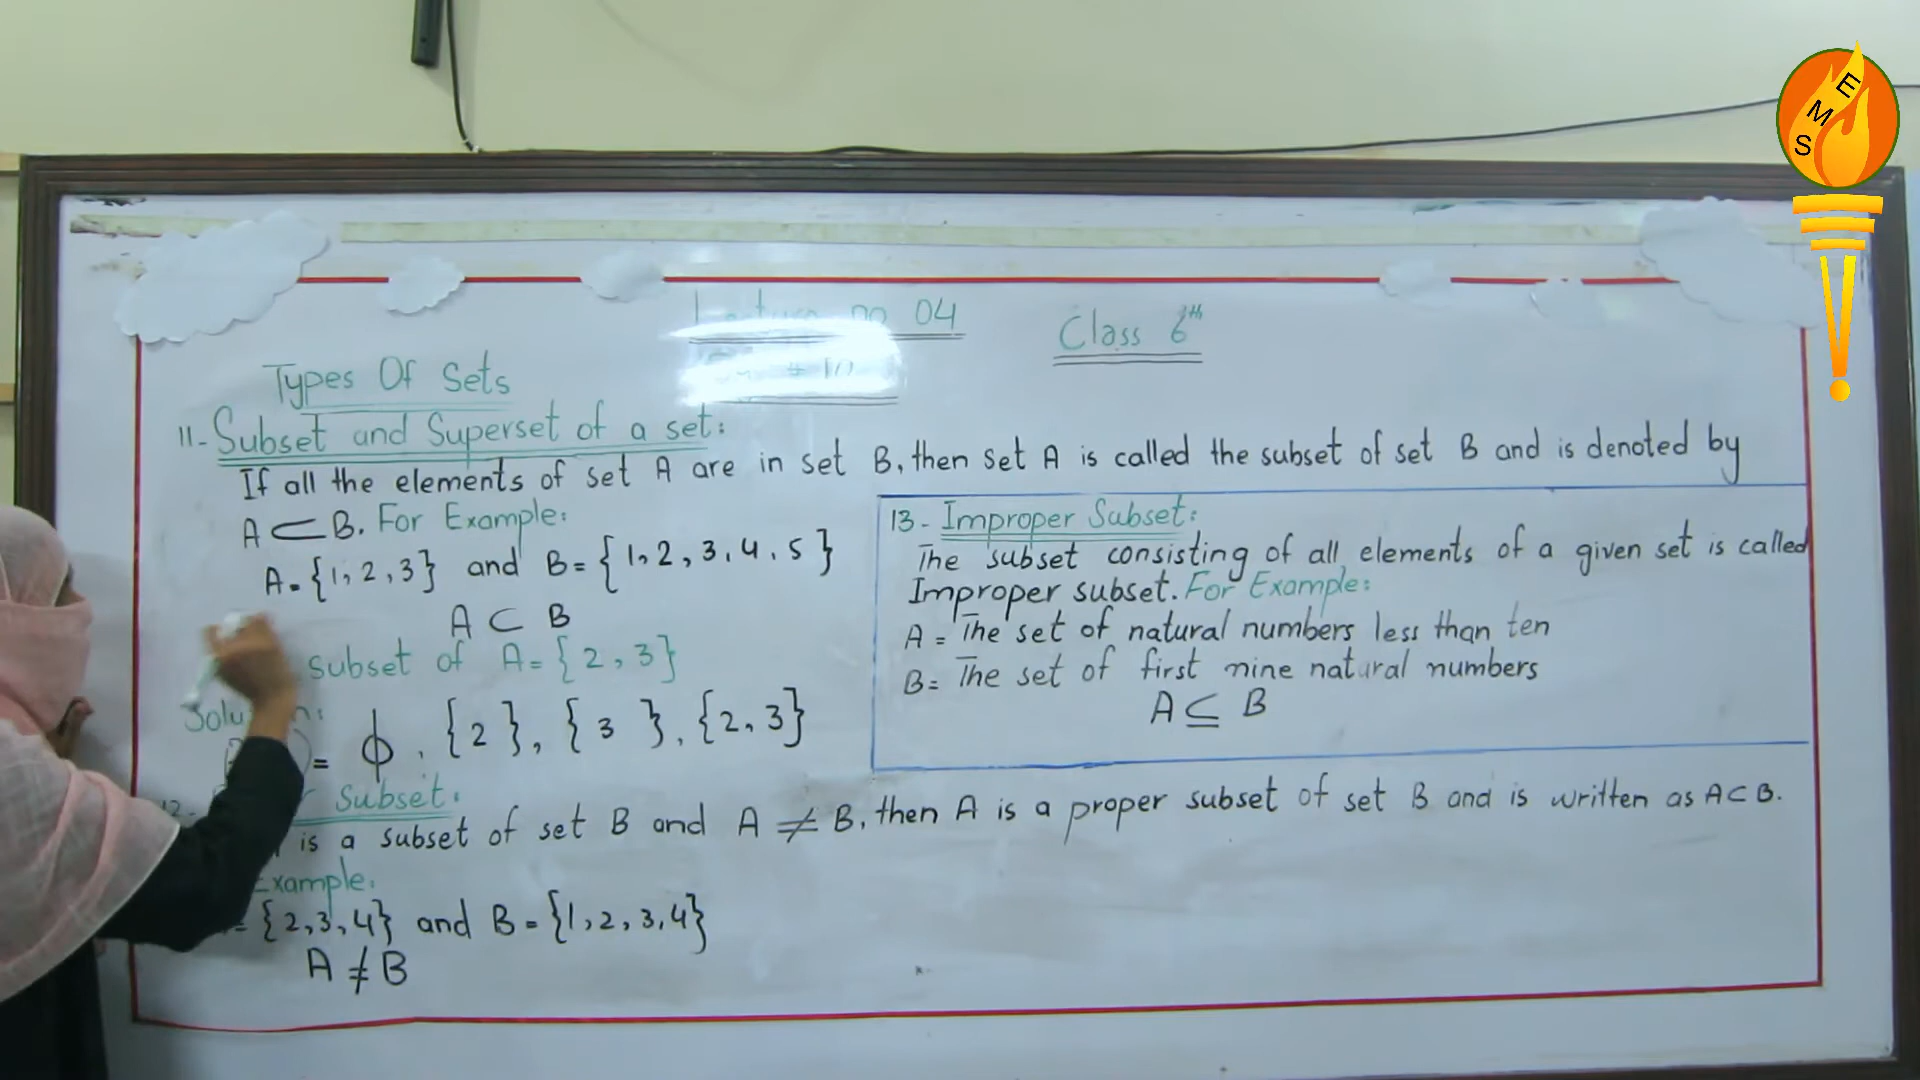 EMS
Lecture no 04
Class 6th
# 10
Types Of Sets
11- Subset and Superset of a set:
If all the elements of set A are in set B, then set A is called the subset of set B and is denoted by
A ⊂ B. For Example:
A = {1, 2, 3} and B = {1, 2, 3, 4, 5}
A ⊂ B
subset of A = {2, 3}
Solution:
= ϕ, {2}, {3}, {2, 3}
12- Subset:
is a subset of set B and A ≠ B, then A is a proper subset of set B and is written as A ⊂ B.
Example:
= {2, 3, 4} and B = {1, 2, 3, 4}
A ≠ B
13- Improper Subset:
The subset consisting of all elements of a given set is called
Improper subset. For Example:
A = The set of natural numbers less than ten
B = The set of first nine natural numbers
A ⊆ B